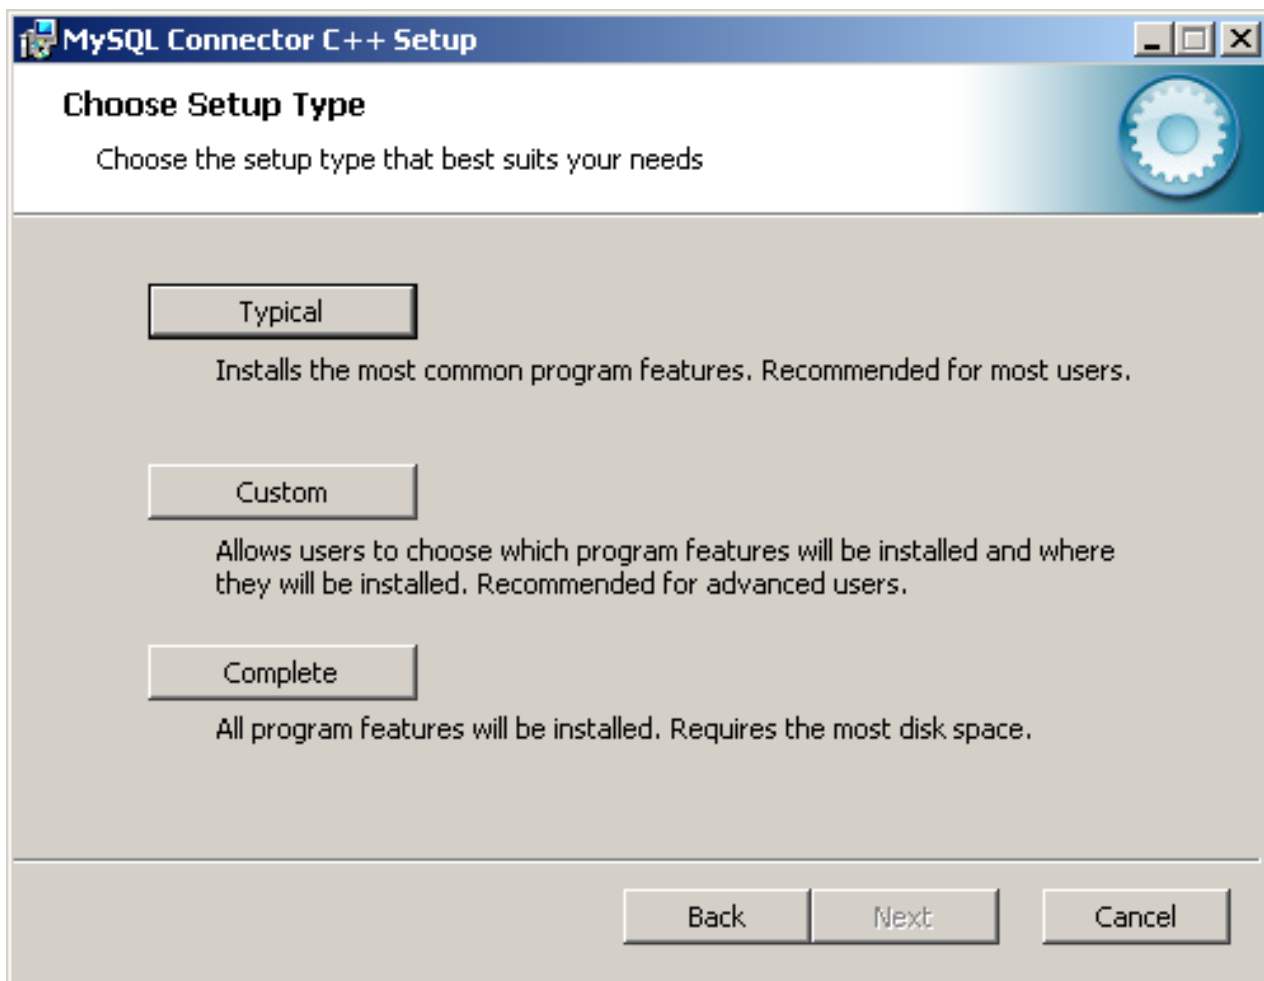 MySQL Connector C++ Setup
Choose Setup Type
Choose the setup type that best suits your needs
Typical
Installs the most common program features. Recommended for most users.
Custom
Allows users to choose which program features will be installed and where
they will be installed. Recommended for advanced users.
Complete
All program features will be installed. Requires the most disk space.
Back Next Cancel